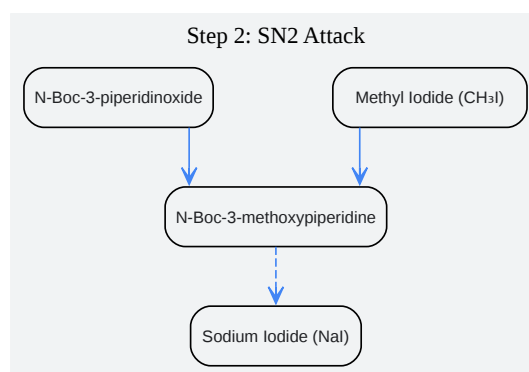 Step 2: SN2 Attack
N-Boc-3-piperidinoxide
Methyl Iodide (CH₃I)
N-Boc-3-methoxypiperidine
Sodium Iodide (NaI)